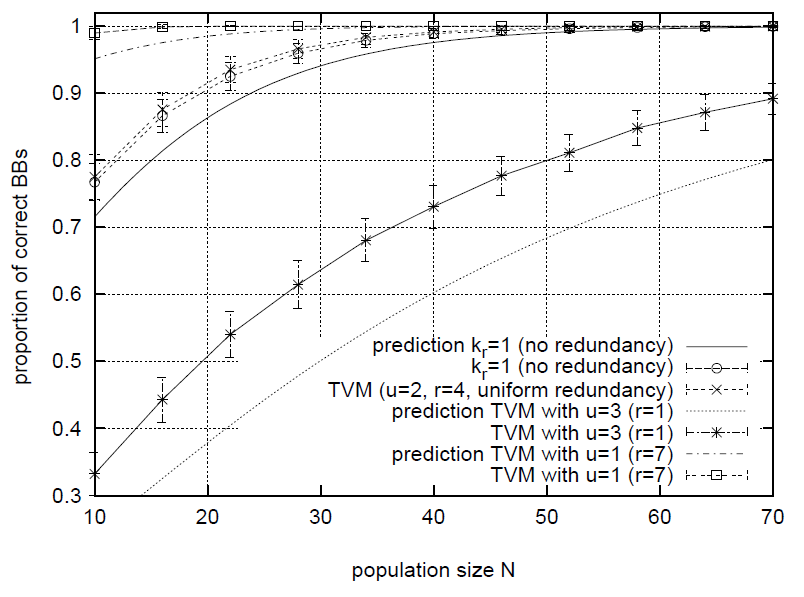 1
0.9
0.8
0.7
0.6
0.5
0.4
0.3
proportion of correct BBs
prediction kr=1 (no redundancy)
kr=1 (no redundancy)
TVM (u=2, r=4, uniform redundancy)
prediction TVM with u=3 (r=1)
TVM with u=3 (r=1)
prediction TVM with u=1 (r=7)
TVM with u=1 (r=7)
10 20 30 40 50 60 70
population size N